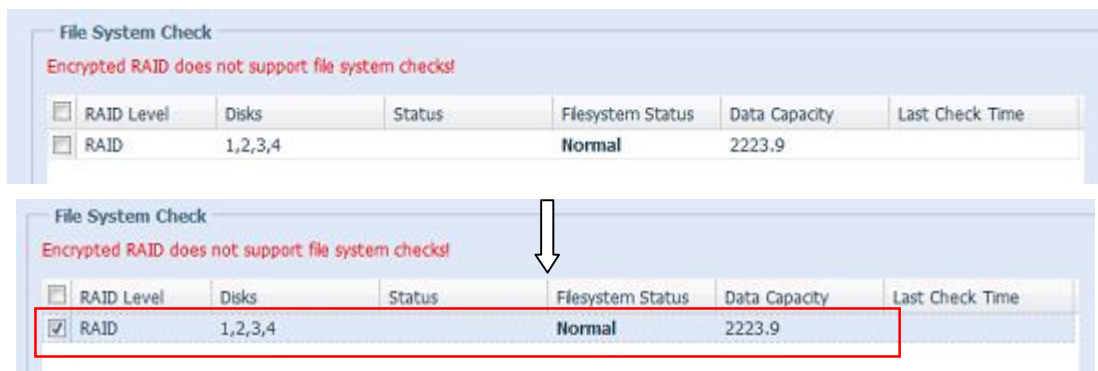 File System Check
Encrypted RAID does not support file system checks!
RAID Level Disks Status Filesystem Status Data Capacity Last Check Time
RAID 1,2,3,4 Normal 2223.9
File System Check
Encrypted RAID does not support file system checks!
RAID Level Disks Status Filesystem Status Data Capacity Last Check Time
RAID 1,2,3,4 Normal 2223.9